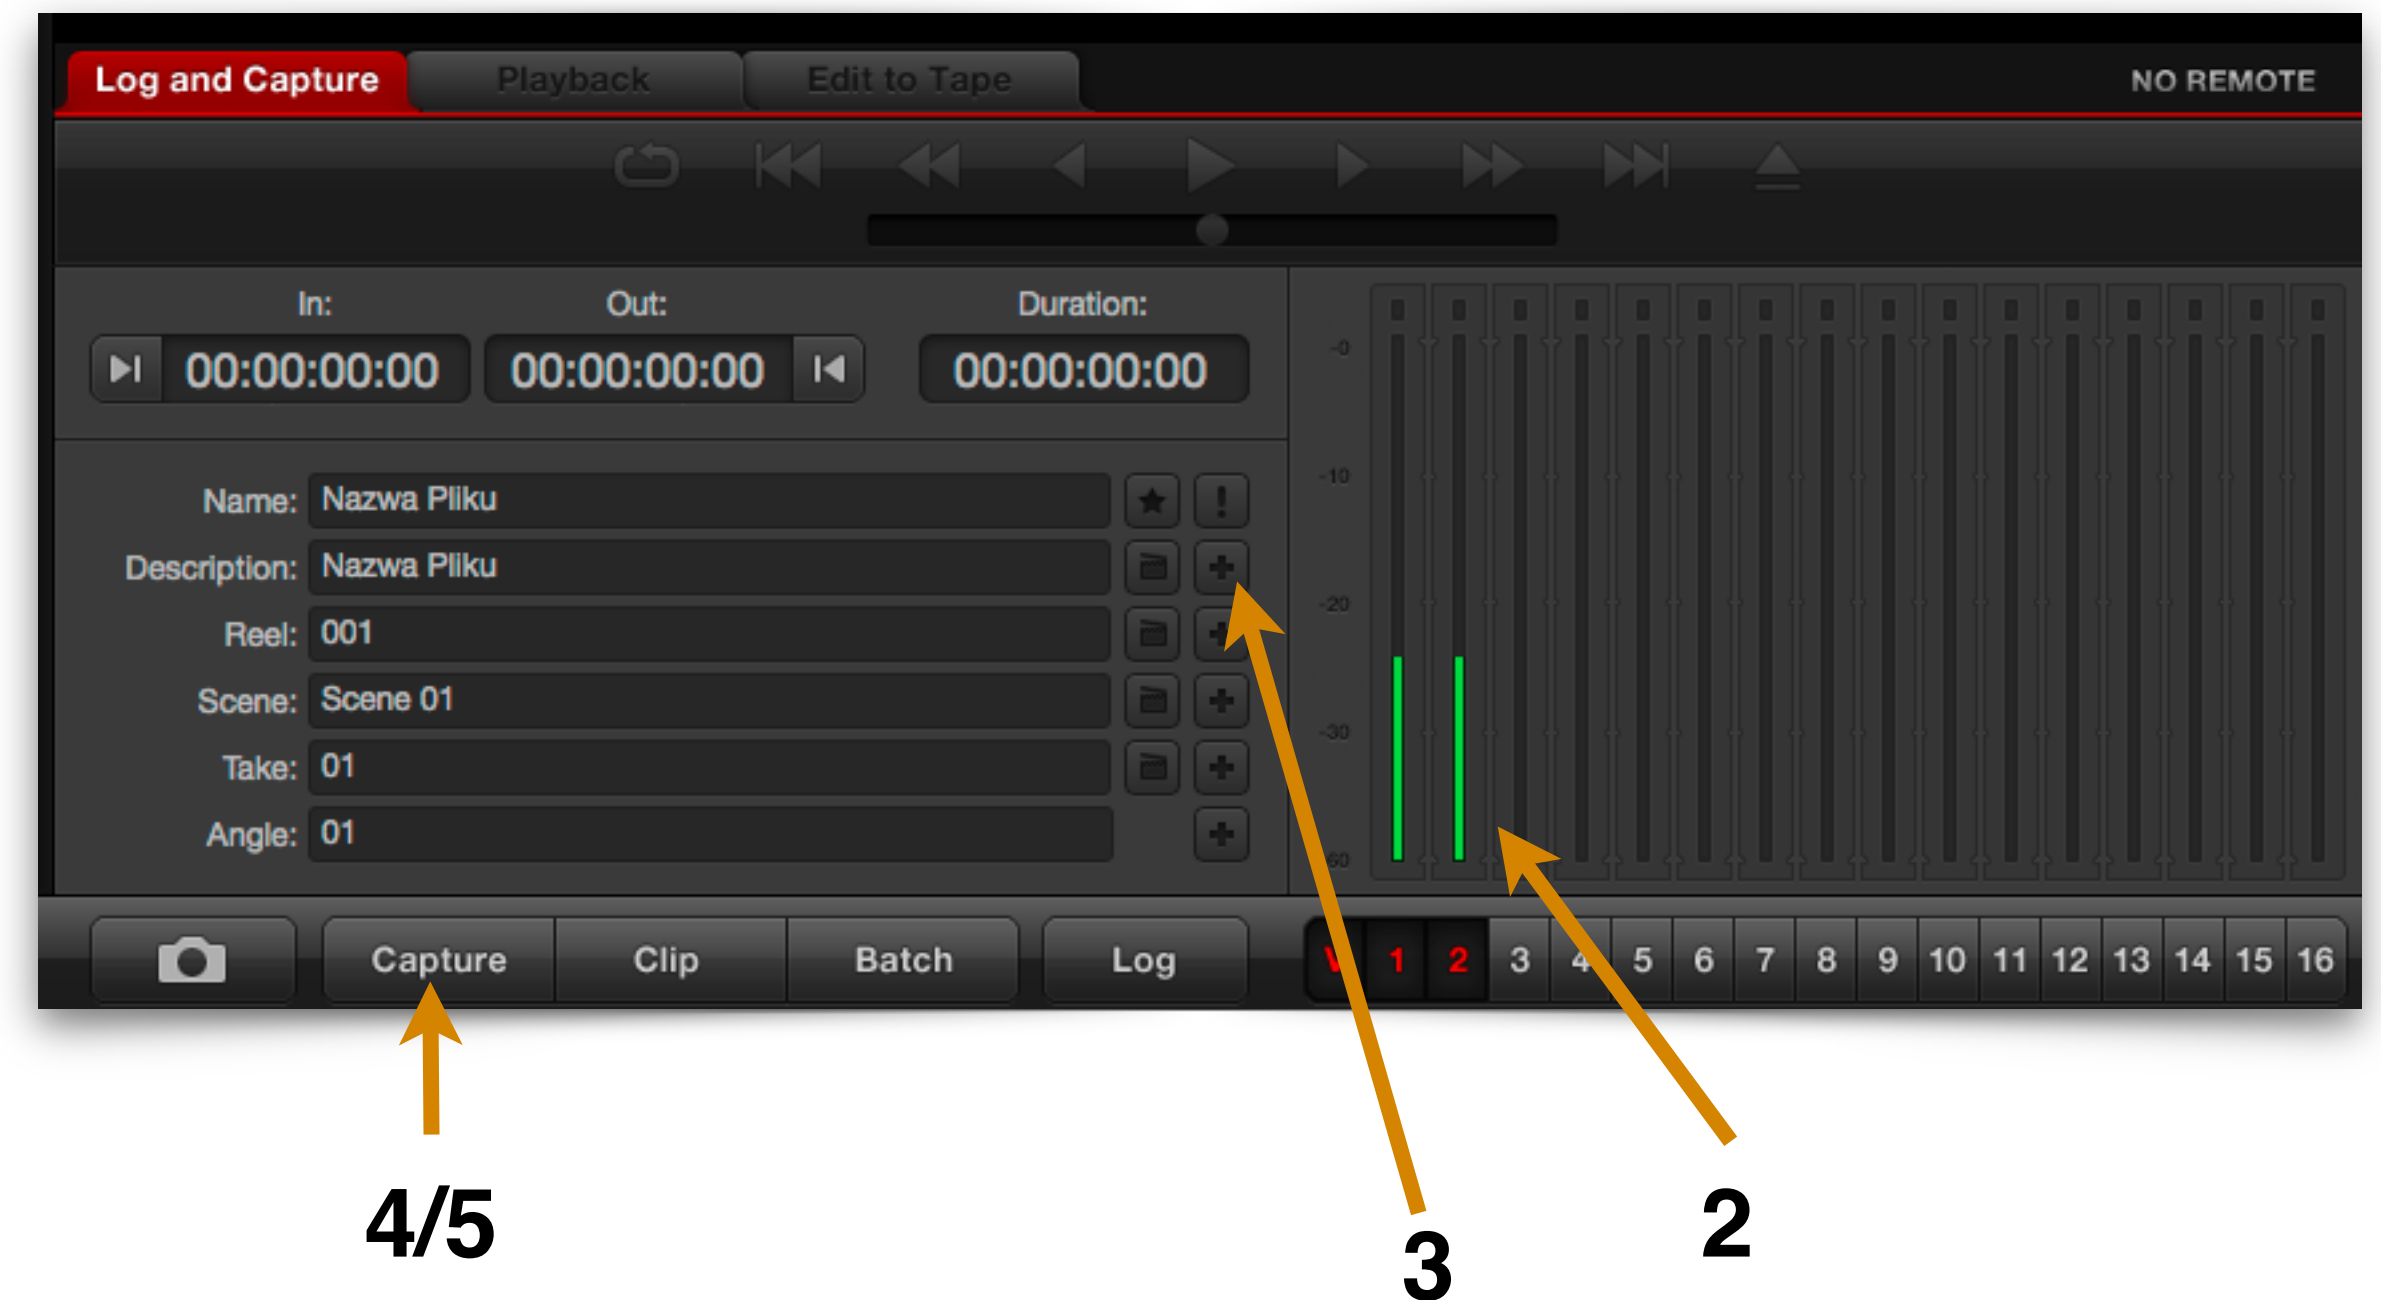 Log and Capture Playback Edit to Tape NO REMOTE
In: Out: Duration:
00:00:00:00 00:00:00:00 00:00:00:00
Name: Nazwa Pliku
Description: Nazwa Pliku
Reel: 001
Scene: Scene 01
Take: 01
Angle: 01
-0
-10
-20
-30
Capture Clip Batch Log
V 1 2 3 4 5 6 7 8 9 10 11 12 13 14 15 16
4/5
3
2